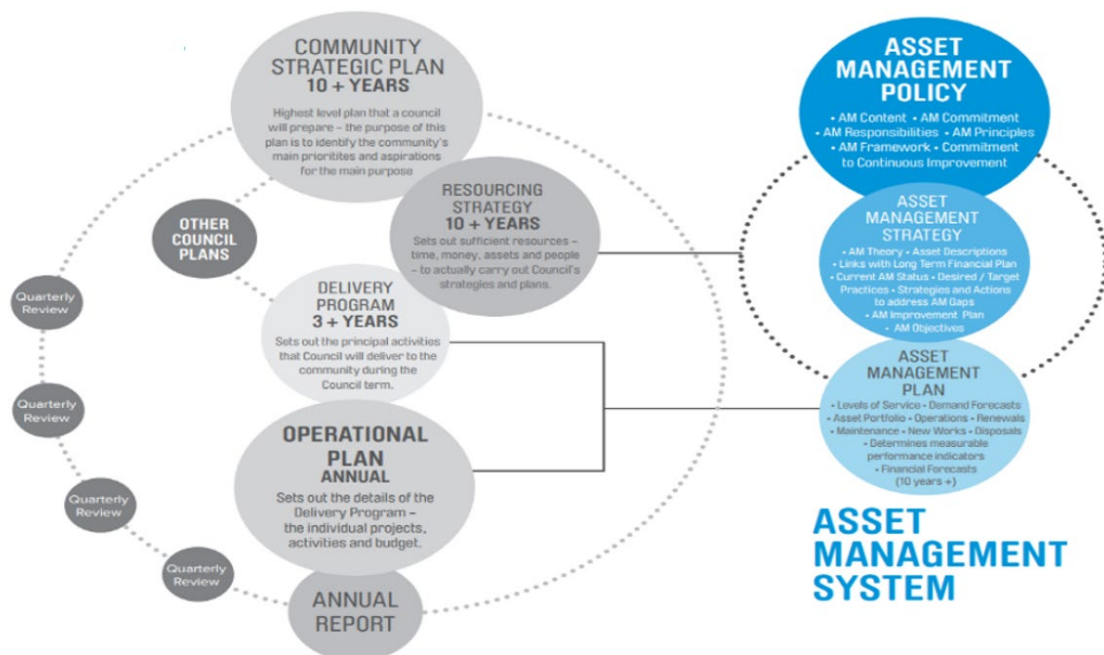 COMMUNITY
STRATEGIC PLAN
10 + YEARS
Highest level plan that a council
will prepare – the purpose of this
plan is to identify the community's
main prioritites and aspirations
for the main purpose
RESOURCING
STRATEGY
10 + YEARS
Sets out sufficient resources –
time, money, assets and people
– to actually carry out Council's
strategies and plans.
OTHER
COUNCIL
PLANS
DELIVERY
PROGRAM
3 + YEARS
Sets out the principal activities
that Council will deliver to the
community during the
Council term.
OPERATIONAL
PLAN
ANNUAL
Sets out the details of the
Delivery Program –
the individual projects,
activities and budget.
ANNUAL
REPORT
Quarterly
Review
Quarterly
Review
Quarterly
Review
Quarterly
Review
ASSET
MANAGEMENT
POLICY
• AM Content • AM Commitment
• AM Responsibilities • AM Principles
• AM Framework • Commitment
to Continuous Improvement
ASSET
MANAGEMENT
STRATEGY
• AM Theory • Asset Descriptions
• Links with Long Term Financial Plan
• Current AM Status • Desired / Target
Practices • Strategies and Actions
to address AM Gaps
• AM Improvement Plan
• AM Objectives
ASSET
MANAGEMENT
PLAN
• Levels of Service • Demand Forecasts
• Asset Portfolio • Operations • Renewals
• Maintenance • New Works • Disposals
• Determines measurable
performance indicators
• Financial Forecasts
(10 years +)
ASSET
MANAGEMENT
SYSTEM